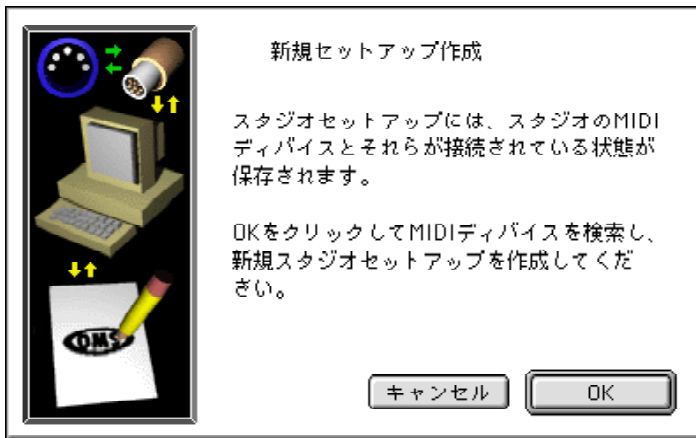 新規セットアップ作成
スタジオセットアップには、スタジオのMIDI
ディバイスとそれらが接続されている状態が
保存されます。
OKをクリックしてMIDIディバイスを検索し、
新規スタジオセットアップを作成してくだ
さい。
OMS
キャンセル
OK